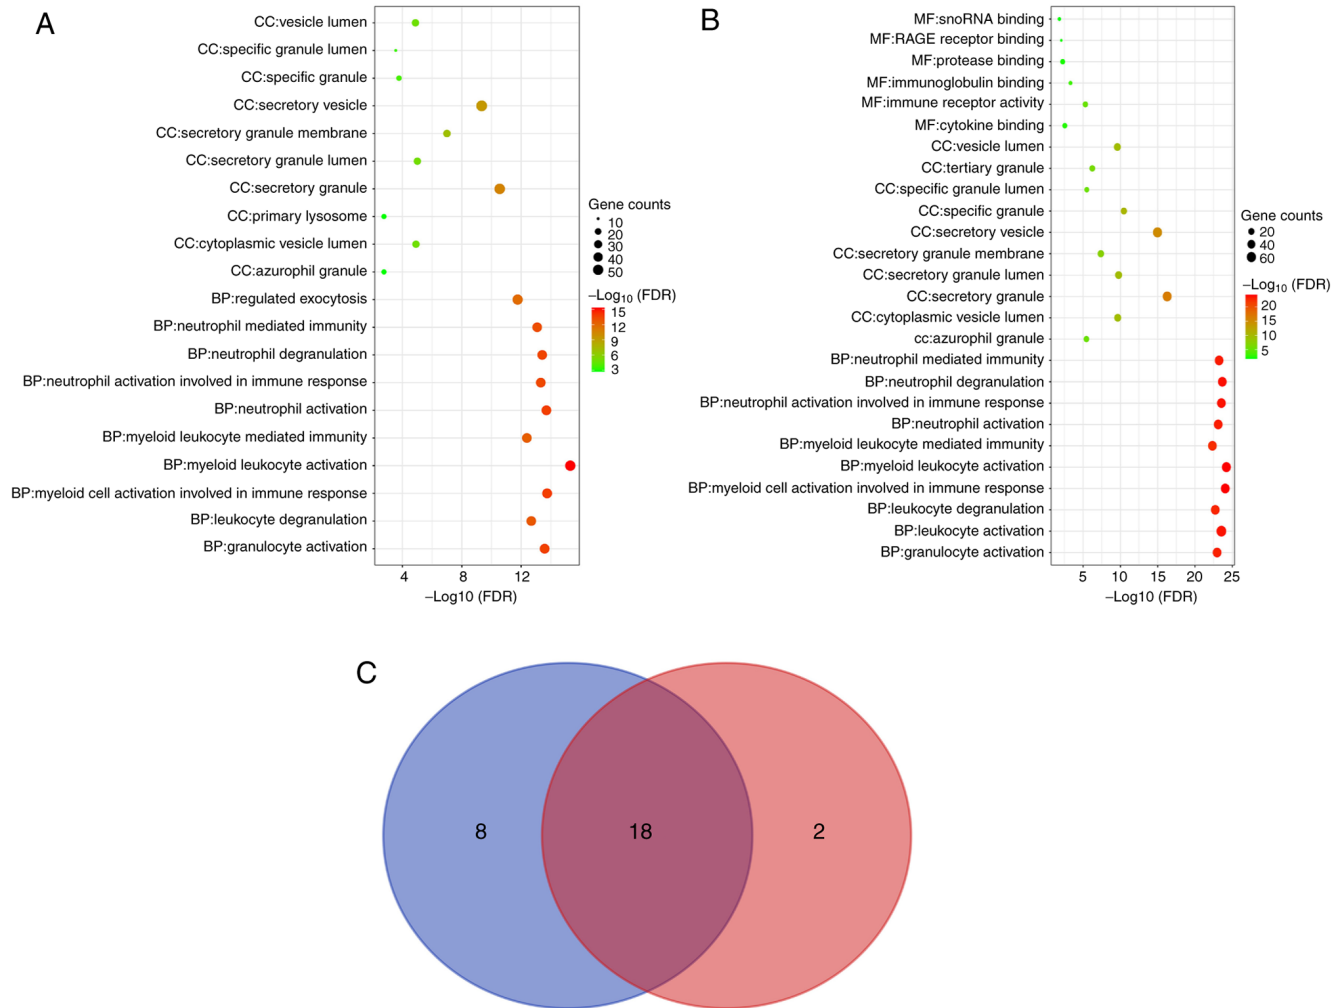 A
CC:vesicle lumen
CC:specific granule lumen
CC:specific granule
CC:secretory vesicle
CC:secretory granule membrane
CC:secretory granule lumen
CC:secretory granule
CC:primary lysosome
CC:cytoplasmic vesicle lumen
CC:azurophil granule
BP:regulated exocytosis
BP:neutrophil mediated immunity
BP:neutrophil degranulation
BP:neutrophil activation involved in immune response
BP:neutrophil activation
BP:myeloid leukocyte mediated immunity
BP:myeloid leukocyte activation
BP:myeloid cell activation involved in immune response
BP:leukocyte degranulation
BP:granulocyte activation
4 8 12
−Log10 (FDR)
Gene counts
10
20
30
40
50
−Log10 (FDR)
15
12
9
6
3
B
MF:snoRNA binding
MF:RAGE receptor binding
MF:protease binding
MF:immunoglobulin binding
MF:immune receptor activity
MF:cytokine binding
CC:vesicle lumen
CC:tertiary granule
CC:specific granule lumen
CC:specific granule
CC:secretory vesicle
CC:secretory granule membrane
CC:secretory granule lumen
CC:secretory granule
CC:cytoplasmic vesicle lumen
cc:azurophil granule
BP:neutrophil mediated immunity
BP:neutrophil degranulation
BP:neutrophil activation involved in immune response
BP:neutrophil activation
BP:myeloid leukocyte mediated immunity
BP:myeloid leukocyte activation
BP:myeloid cell activation involved in immune response
BP:leukocyte degranulation
BP:leukocyte activation
BP:granulocyte activation
5 10 15 20 25
−Log10 (FDR)
Gene counts
20
40
60
−Log10 (FDR)
20
15
10
5
C
8 18 2